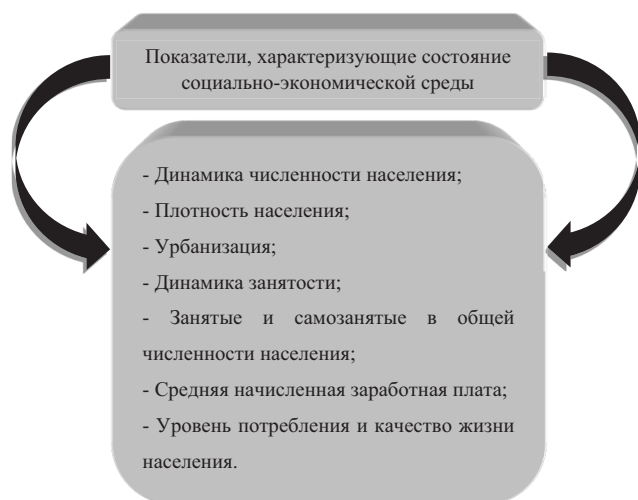 Показатели, характеризующие состояние
социально-экономической среды
- Динамика численности населения;
- Плотность населения;
- Урбанизация;
- Динамика занятости;
- Занятые и самозанятые в общей
численности населения;
- Средняя начисленная заработная плата;
- Уровень потребления и качество жизни
населения.